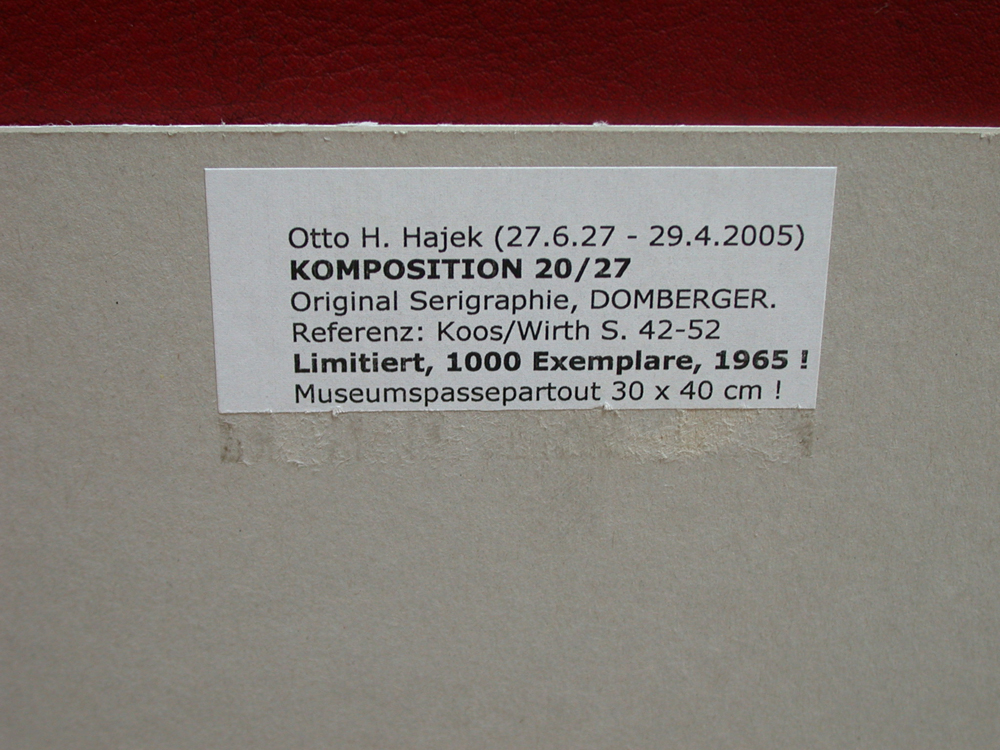 Otto H. Hajek (27.6.27 - 29.4.2005)
KOMPOSITION 20/27
Original Serigraphie, DOMBERGER.
Referenz: Koos/Wirth S. 42-52
Limitiert, 1000 Exemplare, 1965 !
Museumspassepartout 30 x 40 cm !